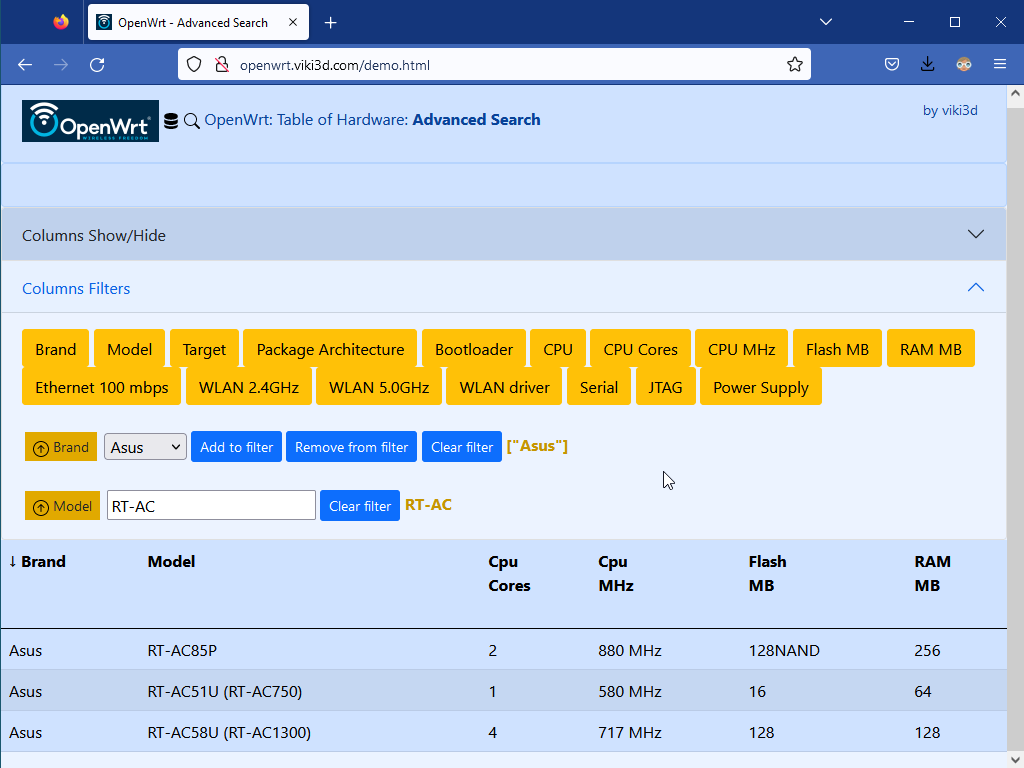 OpenWrt - Advanced Search
openwrt.viki3d.com/demo.html
OpenWrt
WIRELESS FREEDOM
OpenWrt: Table of Hardware: Advanced Search
by viki3d
Columns Show/Hide
Columns Filters
Brand Model Target Package Architecture Bootloader CPU CPU Cores CPU MHz Flash MB RAM MB
Ethernet 100 mbps WLAN 2.4GHz WLAN 5.0GHz WLAN driver Serial JTAG Power Supply
Brand Asus Add to filter Remove from filter Clear filter ["Asus"]
Model RT-AC Clear filter RT-AC
↓ Brand Model Cpu Cpu Flash RAM
Cores MHz MB MB
Asus RT-AC85P 2 880 MHz 128NAND 256
Asus RT-AC51U (RT-AC750) 1 580 MHz 16 64
Asus RT-AC58U (RT-AC1300) 4 717 MHz 128 128